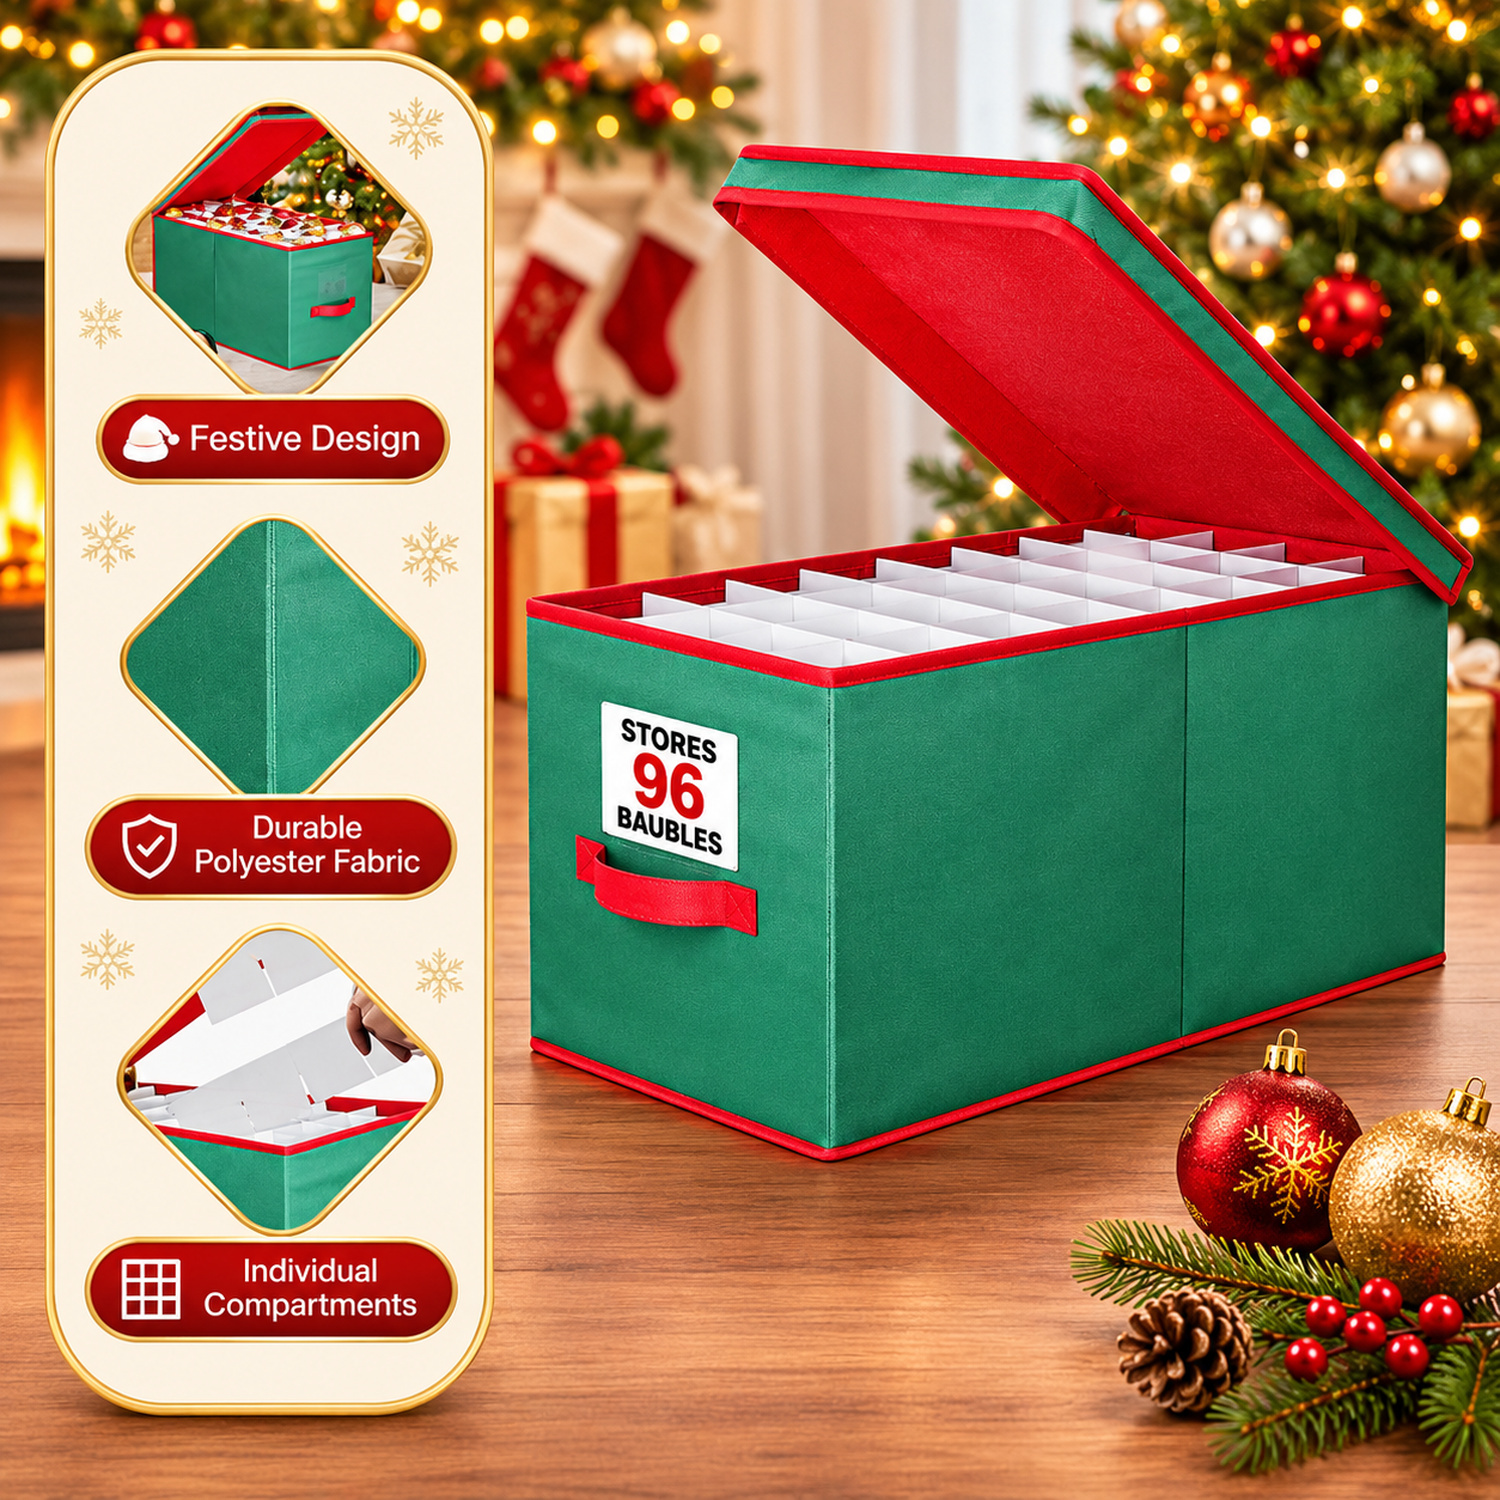 Festive Design
Durable
Polyester Fabric
Individual
Compartments
STORES
96
BAUBLES